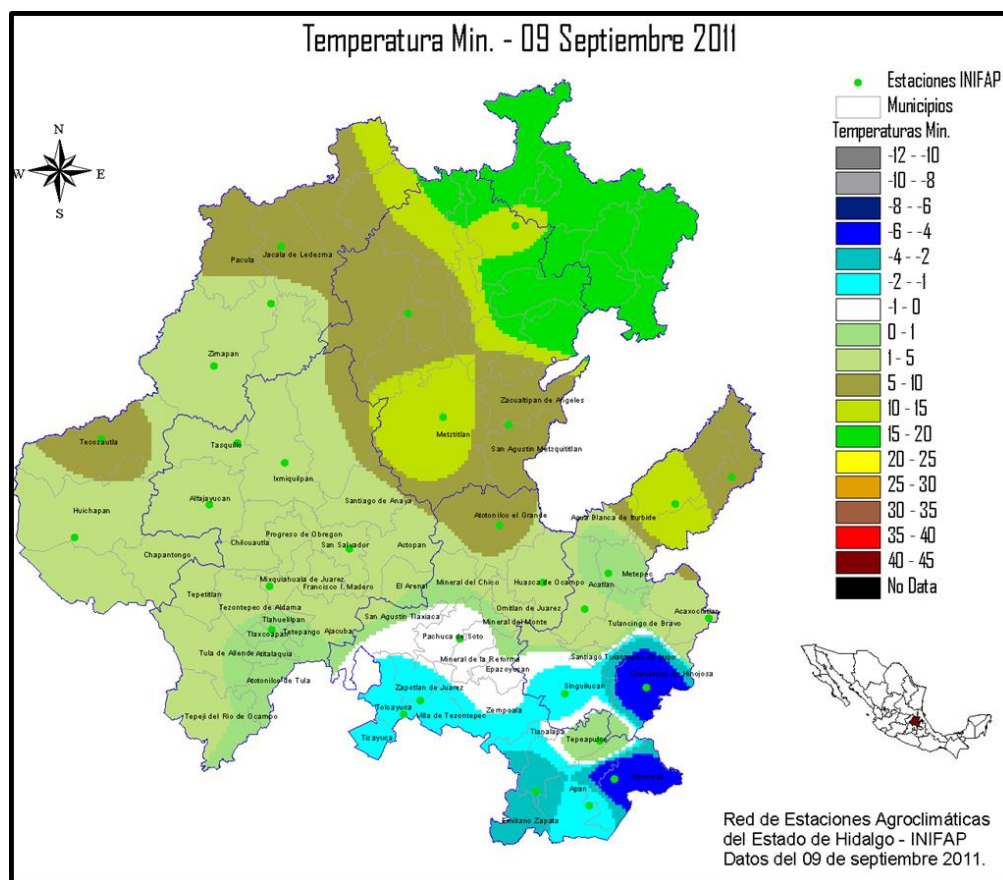 Temperatura Min. - 09 Septiembre 2011
Estaciones INIFAP
Municipios
Temperaturas Min.
-12 - -10
-10 - -8
-8 - -6
-6 - -4
-4 - -2
-2 - -1
-1 - 0
0 - 1
1 - 5
5 - 10
10 - 15
15 - 20
20 - 25
25 - 30
30 - 35
35 - 40
40 - 45
No Data
N
W
E
S
Pacula
Jacala de Ledezma
Zimapan
Zacualtipan de Angeles
Metztitlan
Tecozautla
Tasquillo
San Agustin Metzquititlan
Ixmiquilpan
Alfajayucan
Santiago de Anaya
Huichapan
Atotonilco el Grande
Agua Blanca de Iturbide
Progreso de Obregon
Chilcuautla
San Salvador
Actopan
Chapantongo
Metepec
Mixquiahuala de Juarez
Mineral del Chico
Huasca de Ocampo
Acatlan
Tepetitlan
Francisco I. Madero
El Arenal
Tezontepec de Aldama
Omitlan de Juarez
Acaxochitlan
Tlahuelilpan
San Agustin Tlaxiaca
Mineral del Monte
Tulancingo de Bravo
Tlaxcoapan
Tetepango
Ajacuba
Pachuca de Soto
Tula de Allende
Atitalaquia
Mineral de la Reforma
Epazoyucan
Atotonilco de Tula
Zapotlan de Juarez
Singuilucan
Tolcayuca
Villa de Tezontepec
Zempoala
Tepeji del Rio de Ocampo
Tlanalapa
Tizayuca
Tepeapulco
Apan
Emiliano Zapata
Red de Estaciones Agroclimáticas
del Estado de Hidalgo - INIFAP
Datos del 09 de septiembre 2011.